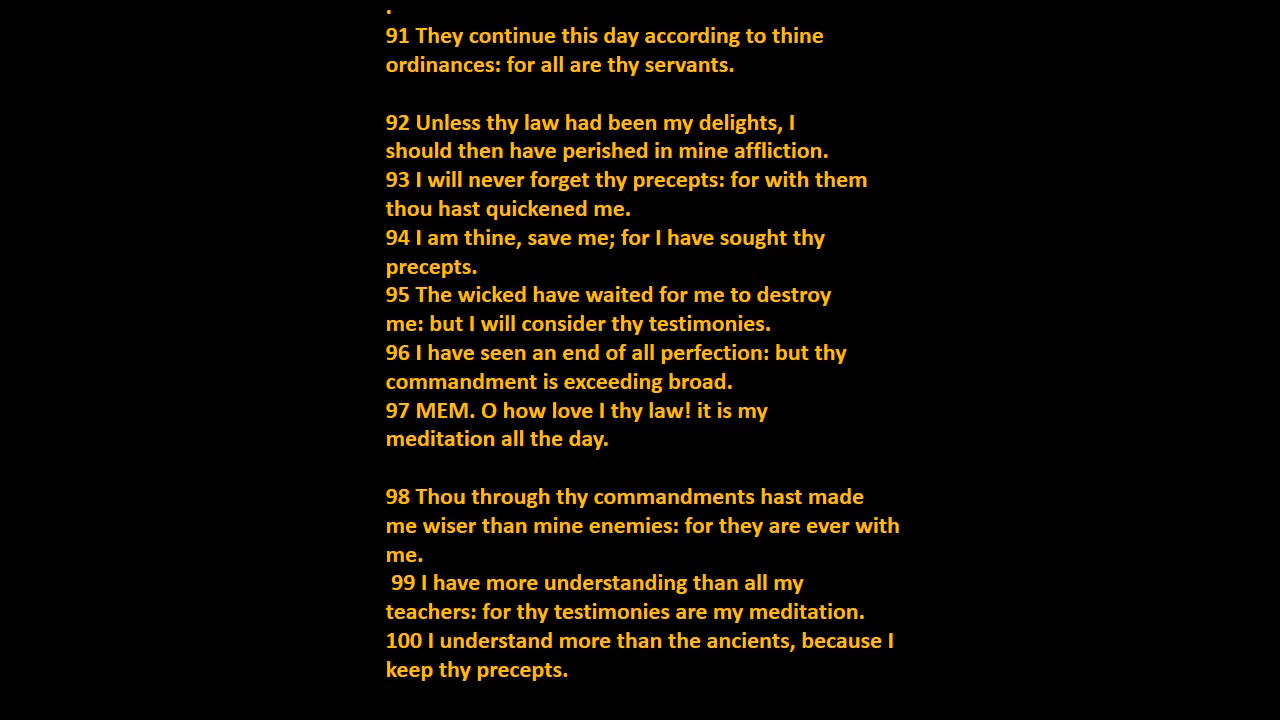 .
91 They continue this day according to thine
ordinances: for all are thy servants.
92 Unless thy law had been my delights, I
should then have perished in mine affliction.
93 I will never forget thy precepts: for with them
thou hast quickened me.
94 I am thine, save me; for I have sought thy
precepts.
95 The wicked have waited for me to destroy
me: but I will consider thy testimonies.
96 I have seen an end of all perfection: but thy
commandment is exceeding broad.
97 MEM. O how love I thy law! it is my
meditation all the day.
98 Thou through thy commandments hast made
me wiser than mine enemies: for they are ever with
me.
99 I have more understanding than all my
teachers: for thy testimonies are my meditation.
100 I understand more than the ancients, because I
keep thy precepts.